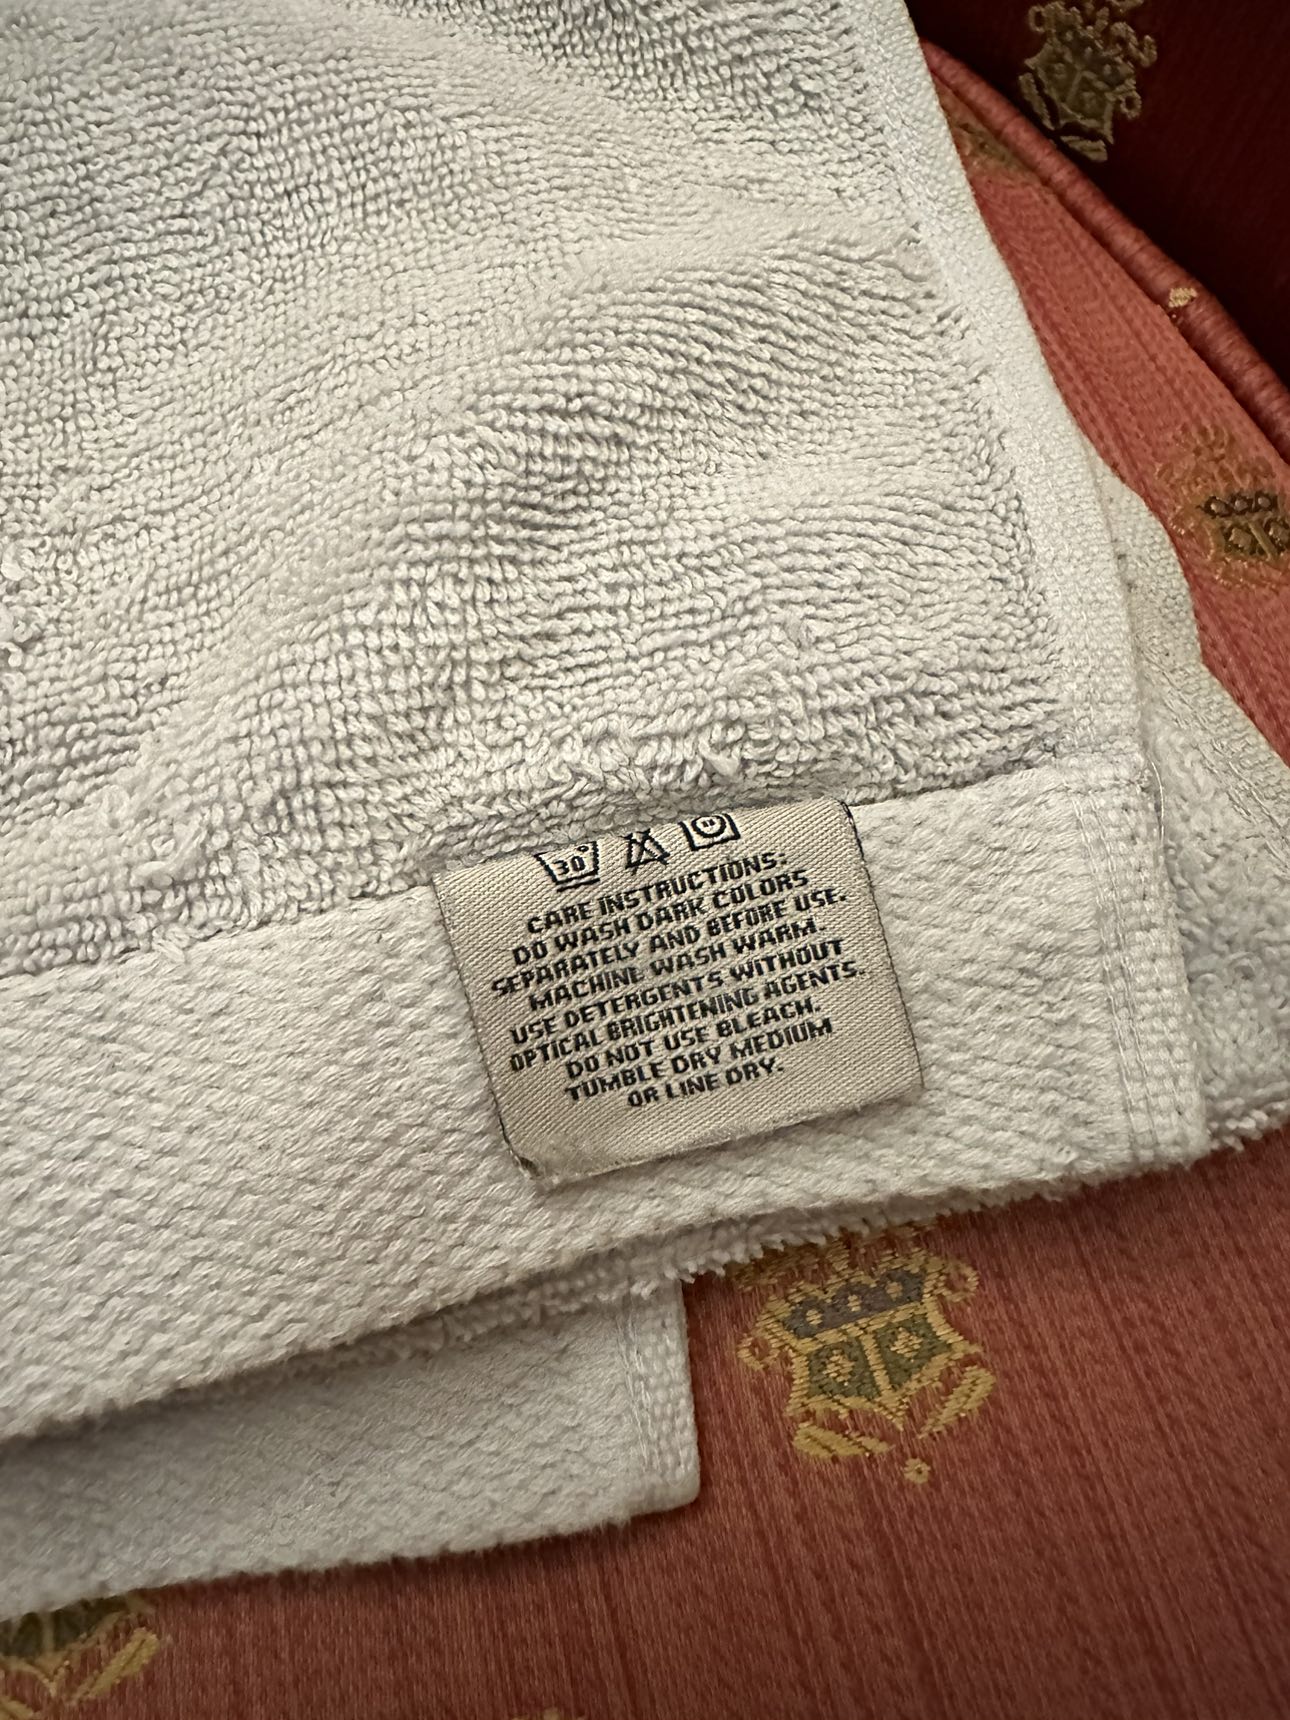 30°
CARE INSTRUCTIONS:
DO WASH DARK COLORS
SEPARATELY AND BEFORE USE.
MACHINE WASH WARM
USE DETERGENTS WITHOUT
OPTICAL BRIGHTENING AGENTS.
DO NOT USE BLEACH.
TUMBLE DRY MEDIUM
OR LINE DRY.